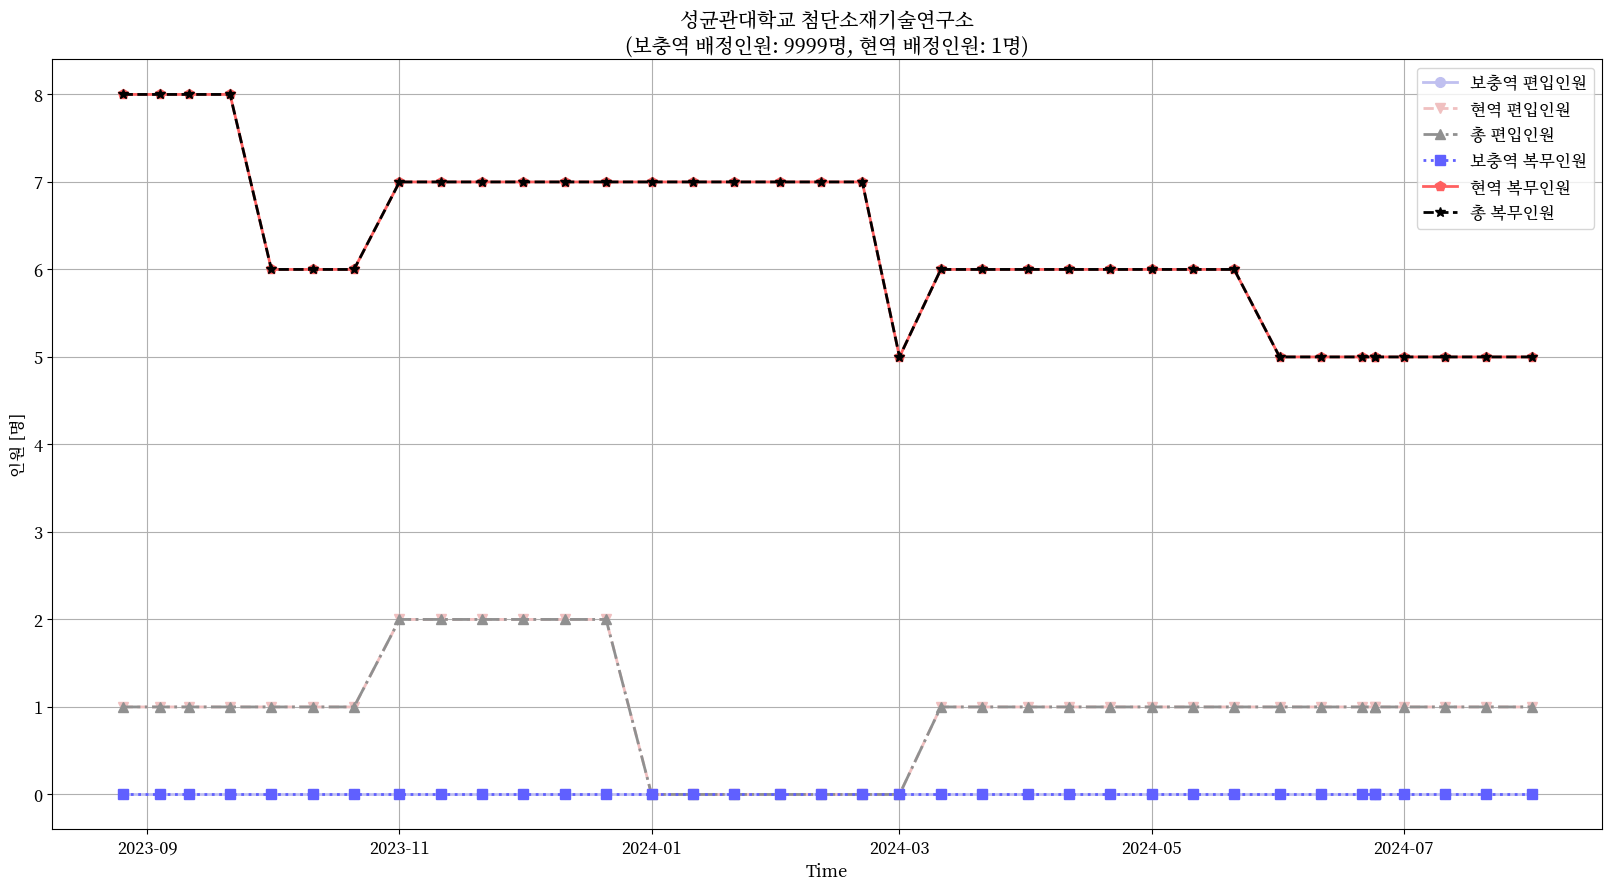 성균관대학교 첨단소재기술연구소
(보충역 배정인원: 9999명, 현역 배정인원: 1명)
보충역 편입인원
현역 편입인원
총 편입인원
보충역 복무인원
현역 복무인원
총 복무인원
인원 [명]
8
7
6
5
4
3
2
1
0
2023-09
2023-11
2024-01
2024-03
2024-05
2024-07
Time